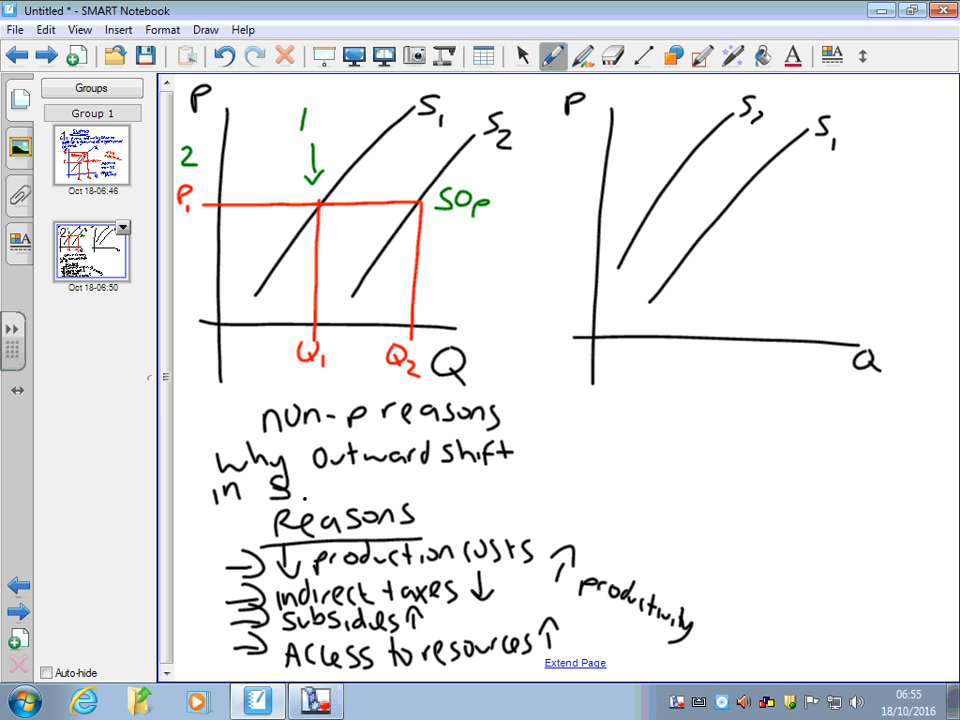 Untitled * - SMART Notebook
File Edit View Insert Format Draw Help
Groups
Group 1
Oct 18-06:46
Oct 18-06:50
Auto-hide
P
2
P1
1
S1
S2
50p
Q1
Q2
Q
P
S2
S1
Q
non-p reasons
why outward shift
in S.
Reasons
→ ↓ production costs ↑ productivity
→ indirect taxes ↓
→ subsidies ↑
→ Access to resources ↑
Extend Page
06:55
18/10/2016